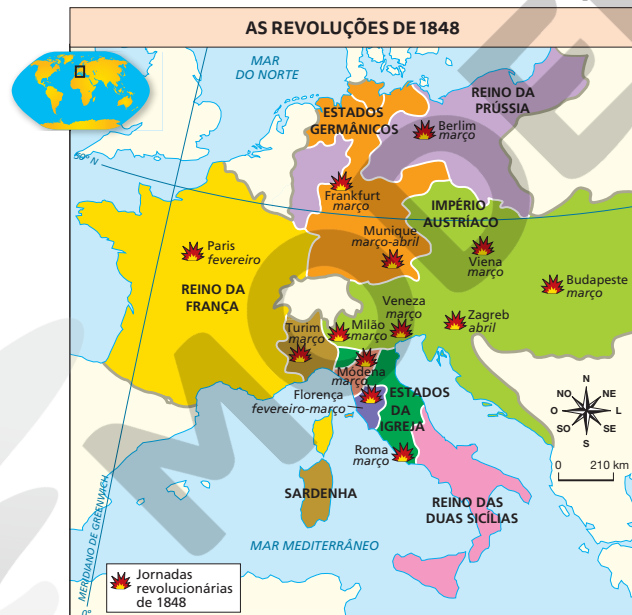 AS REVOLUÇÕES DE 1848
MAR
DO NORTE
REINO DA
PRÚSSIA
ESTADOS
GERMÂNICOS
Berlim
março
50° N
Frankfurt
março
IMPÉRIO
AUSTRÍACO
Munique
março-abril
Viena
março
Paris
fevereiro
Budapeste
março
REINO DA
FRANÇA
Veneza
março
Zagreb
abril
Turim
março
Milão
março
Módena
março
Florença
fevereiro-março
ESTADOS
DA
IGREJA
Roma
março
N
NO
NE
O
L
SO
SE
S
0
210 km
SARDENHA
REINO DAS
DUAS SICÍLIAS
MAR MEDITERRÂNEO
MERIDIANO DE GREENWICH
0°
Jornadas
revolucionárias
de 1848